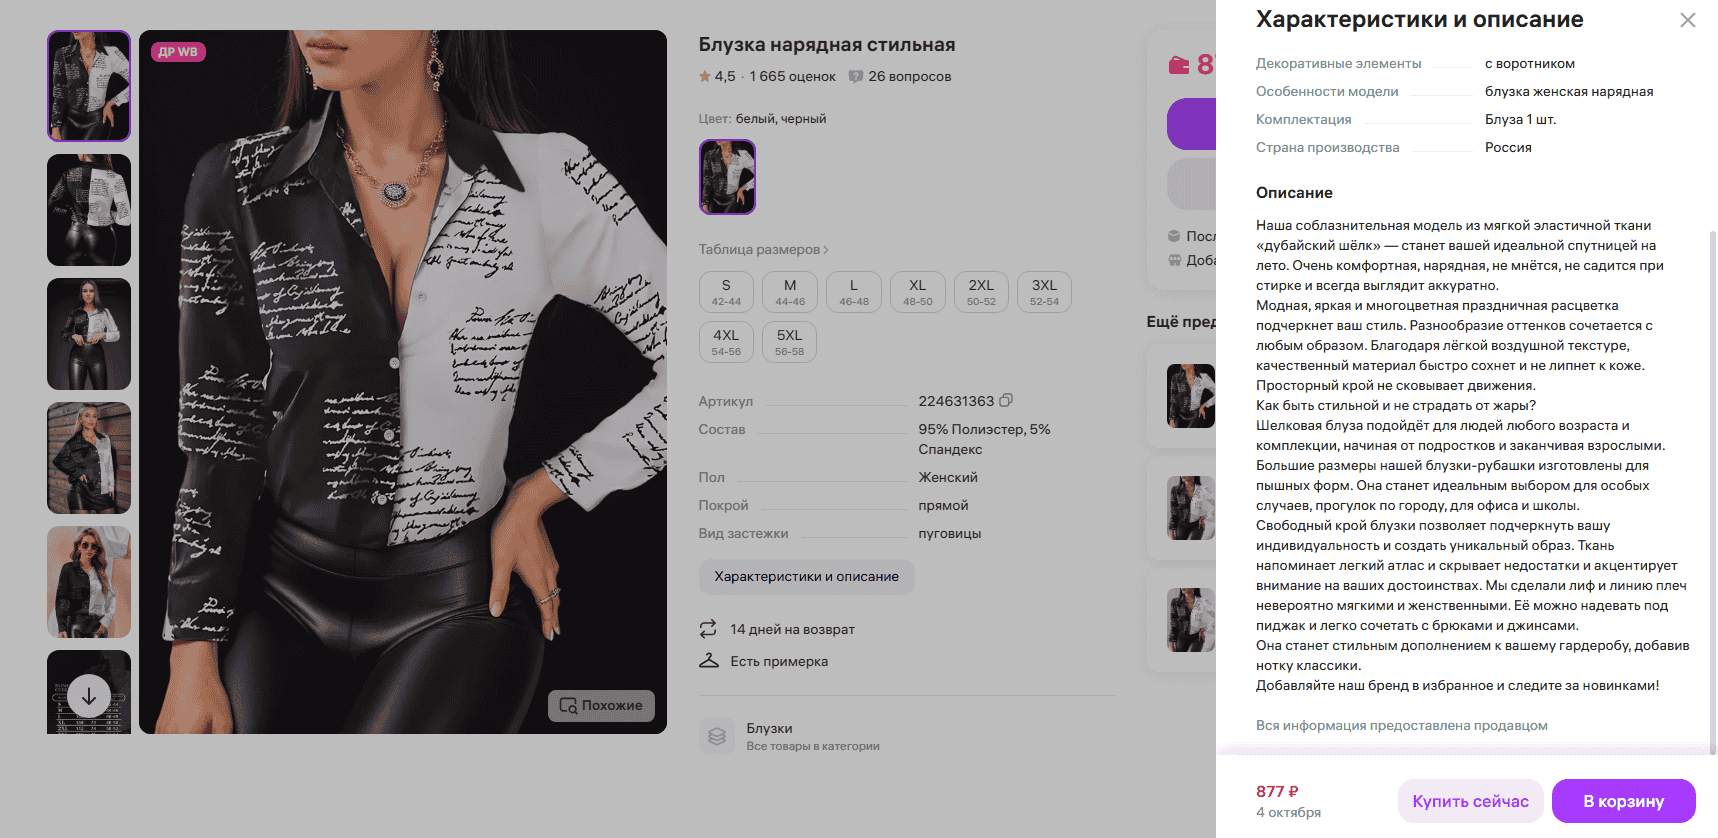 ДР WB
Похожие
Блузка нарядная стильная
4,5 · 1 665 оценок 26 вопросов
Цвет: белый, черный
Таблица размеров
S M L XL 2XL 3XL
42-44 44-46 46-48 48-50 50-52 52-54
4XL 5XL
54-56 56-58
Артикул 224631363
Состав 95% Полиэстер, 5%
Спандекс
Пол Женский
Покрой прямой
Вид застежки пуговицы
Характеристики и описание
14 дней на возврат
Есть примерка
Блузки
Все товары в категории
Ещё пред
Характеристики и описание
Декоративные элементы с воротником
Особенности модели блузка женская нарядная
Комплектация Блуза 1 шт.
Страна производства Россия
Описание
Наша соблазнительная модель из мягкой эластичной ткани
«дубайский шёлк» — станет вашей идеальной спутницей на
лето. Очень комфортная, нарядная, не мнётся, не садится при
стирке и всегда выглядит аккуратно.
Модная, яркая и многоцветная праздничная расцветка
подчеркнет ваш стиль. Разнообразие оттенков сочетается с
любым образом. Благодаря лёгкой воздушной текстуре,
качественный материал быстро сохнет и не липнет к коже.
Просторный крой не сковывает движения.
Как быть стильной и не страдать от жары?
Шелковая блуза подойдёт для людей любого возраста и
комплекции, начиная от подростков и заканчивая взрослыми.
Большие размеры нашей блузки-рубашки изготовлены для
пышных форм. Она станет идеальным выбором для особых
случаев, прогулок по городу, для офиса и школы.
Свободный крой блузки позволяет подчеркнуть вашу
индивидуальность и создать уникальный образ. Ткань
напоминает легкий атлас и скрывает недостатки и акцентирует
внимание на ваших достоинствах. Мы сделали лиф и линию плеч
невероятно мягкими и женственными. Её можно надевать под
пиджак и легко сочетать с брюками и джинсами.
Она станет стильным дополнением к вашему гардеробу, добавив
нотку классики.
Добавляйте наш бренд в избранное и следите за новинками!
Вся информация предоставлена продавцом
877 ₽
4 октября
Купить сейчас
В корзину